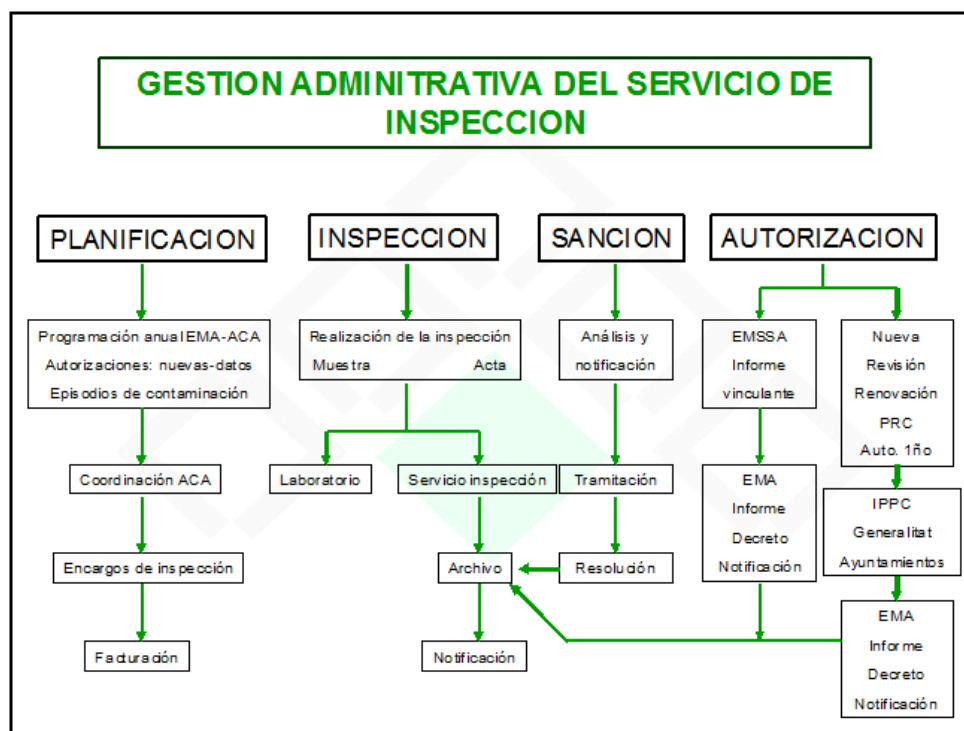 GESTION ADMINITRATIVA DEL SERVICIO DE
INSPECCION
PLANIFICACION
INSPECCION
SANCION
AUTORIZACION
Programación anual EMA-ACA
Autorizaciones: nuevas-datos
Episodios de contaminación
Realización de la inspección
Muestra Acta
Análisis y
notificación
EMSSA
Informe
vinculante
Nueva
Revisión
Renovación
PRC
Auto. 1ño
Coordinación ACA
Laboratorio
Servicio inspección
Tramitación
EMA
Informe
Decreto
Notificación
IPPC
Generalitat
Ayuntamientos
Encargos de inspección
Archivo
Resolución
EMA
Informe
Decreto
Notificación
Facturación
Notificación